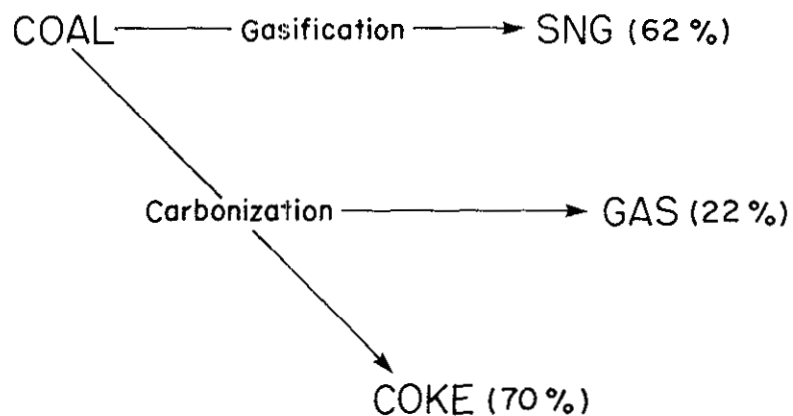 COAL Gasification SNG (62%)
Carbonization GAS (22%)
COKE (70%)